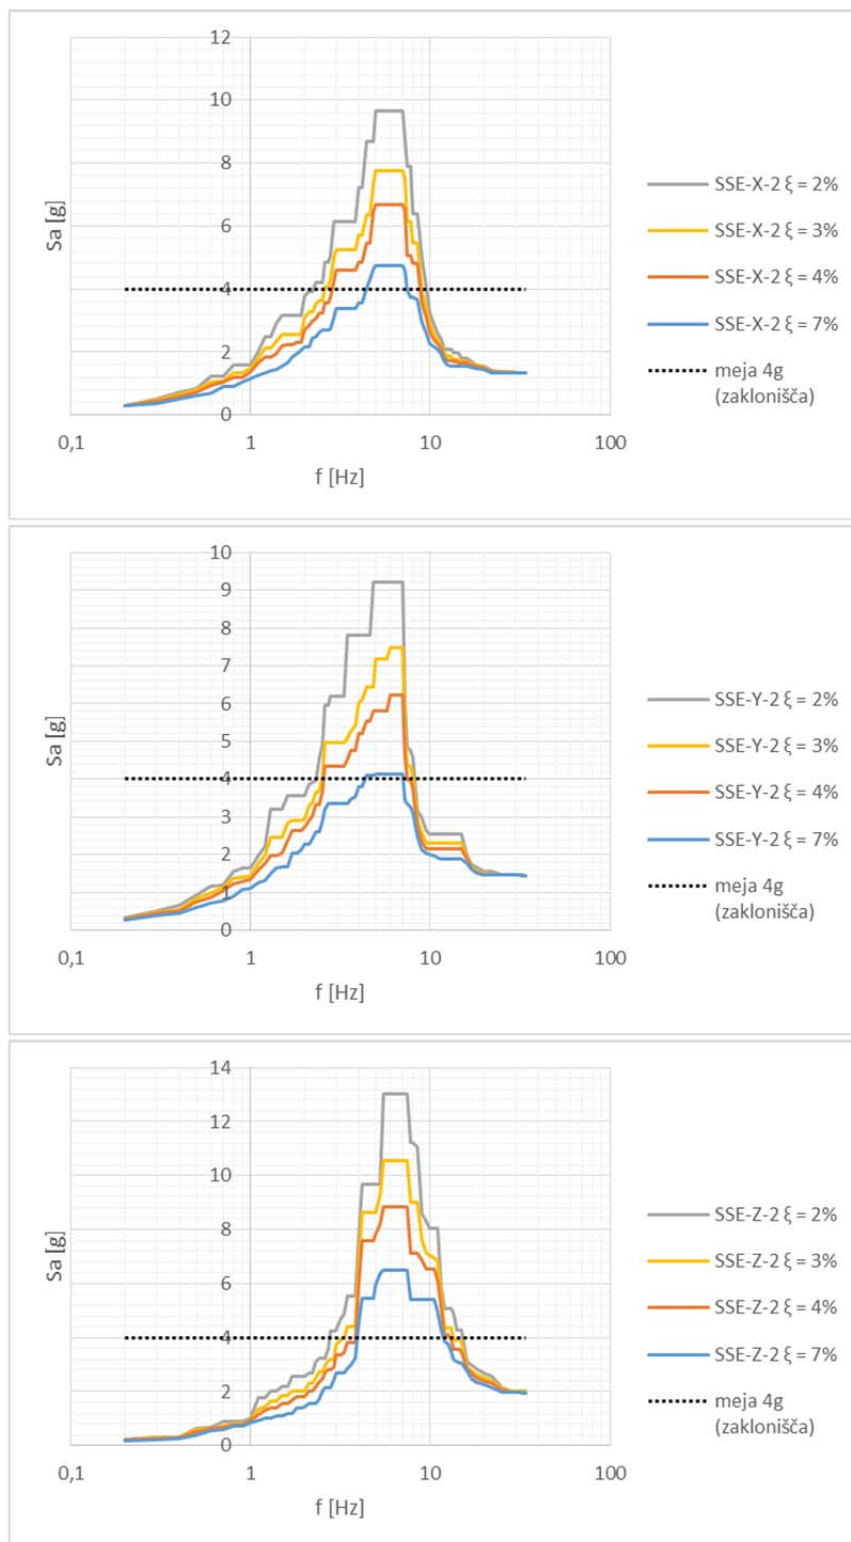 12
10
8
6
4
2
0
Sa [g]
0,1
1
10
100
f [Hz]
SSE-X-2 ξ = 2%
SSE-X-2 ξ = 3%
SSE-X-2 ξ = 4%
SSE-X-2 ξ = 7%
meja 4g
(zaklonišča)
10
9
8
7
6
5
4
3
2
1
0
Sa [g]
0,1
1
10
100
f [Hz]
SSE-Y-2 ξ = 2%
SSE-Y-2 ξ = 3%
SSE-Y-2 ξ = 4%
SSE-Y-2 ξ = 7%
meja 4g
(zaklonišča)
14
12
10
8
6
4
2
0
Sa [g]
0,1
1
10
100
f [Hz]
SSE-Z-2 ξ = 2%
SSE-Z-2 ξ = 3%
SSE-Z-2 ξ = 4%
SSE-Z-2 ξ = 7%
meja 4g
(zaklonišča)